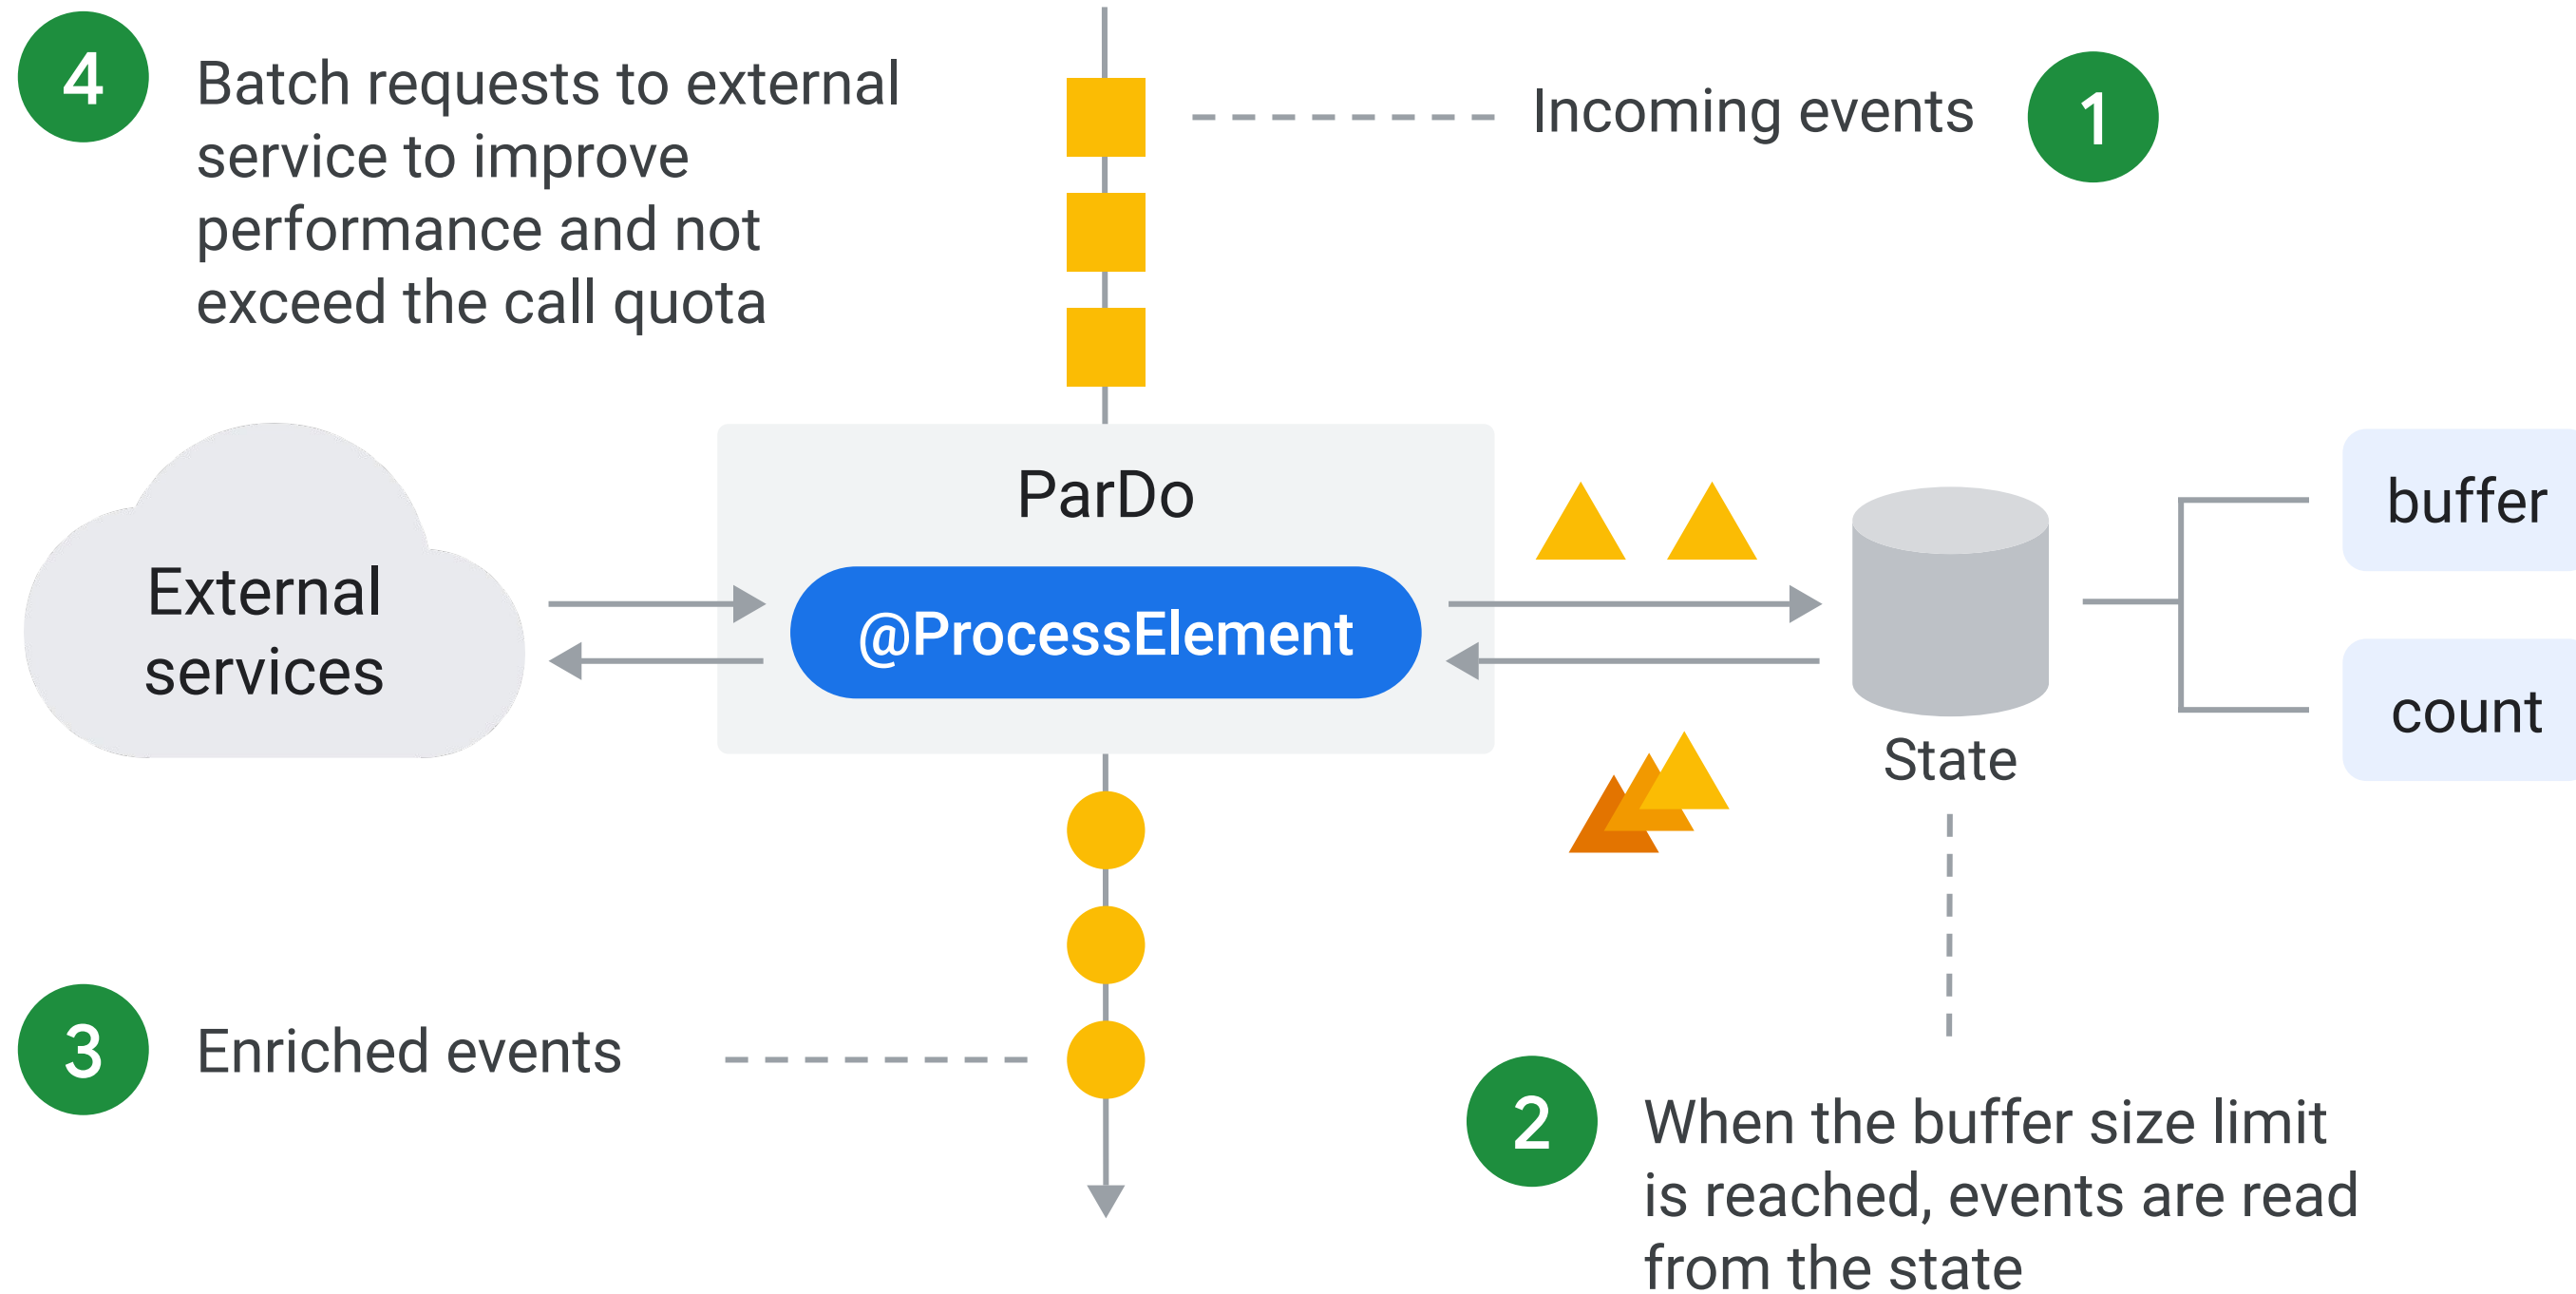 4
Batch requests to external
service to improve
performance and not
exceed the call quota
Incoming events
1
ParDo
@ProcessElement
External
services
State
buffer
count
3
Enriched events
2
When the buffer size limit
is reached, events are read
from the state